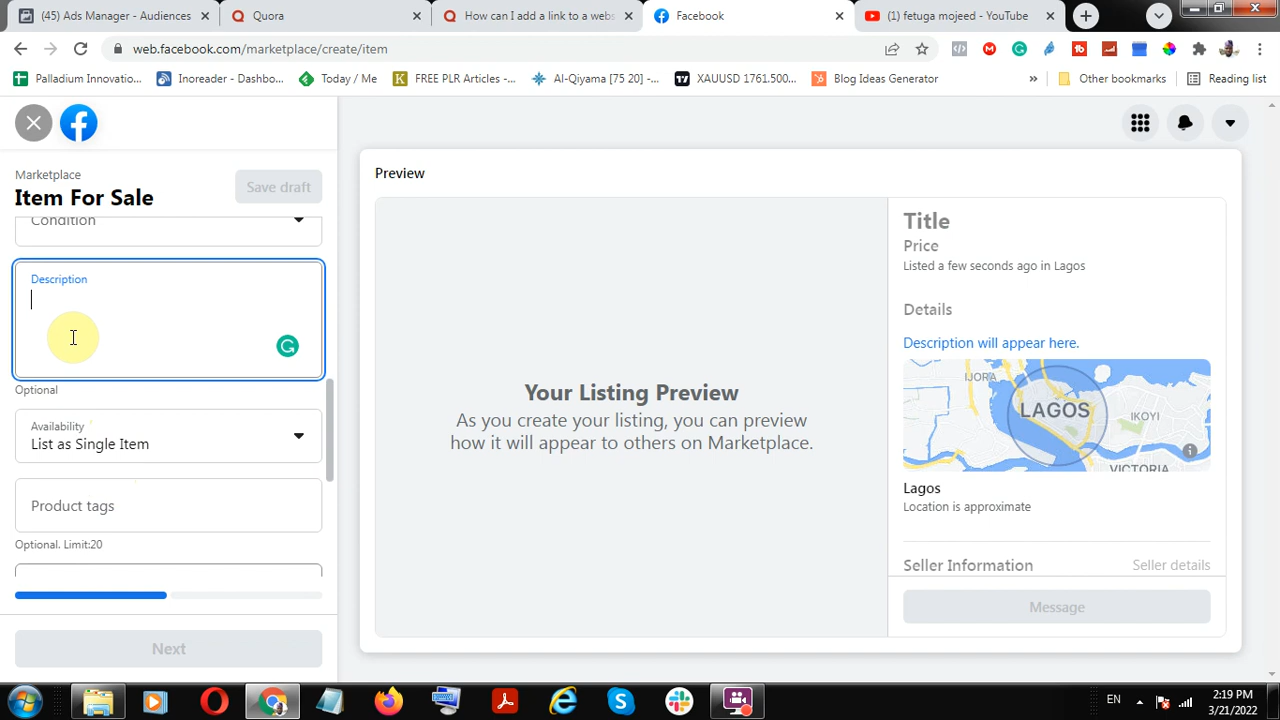 (45) Ads Manager - Audiences
Quora
How can I add a link to a webs
Facebook
(1) fetuga mojeed - YouTube
web.facebook.com/marketplace/create/item
Palladium Innovatio...
Inoreader - Dashbo...
Today / Me
FREE PLR Articles -...
Al-Qiyama [75 20] -...
XAUUSD 1761.500...
Blog Ideas Generator
»
Other bookmarks
Reading list
Marketplace
Item For Sale
Save draft
Condition
Description
Optional
Availability
List as Single Item
Product tags
Optional. Limit:20
Next
Preview
Your Listing Preview
As you create your listing, you can preview
how it will appear to others on Marketplace.
Title
Price
Listed a few seconds ago in Lagos
Details
Description will appear here.
IJORA
LAGOS
IKOYI
VICTORIA
Lagos
Location is approximate
Seller Information
Seller details
Message
EN
2:19 PM
3/21/2022